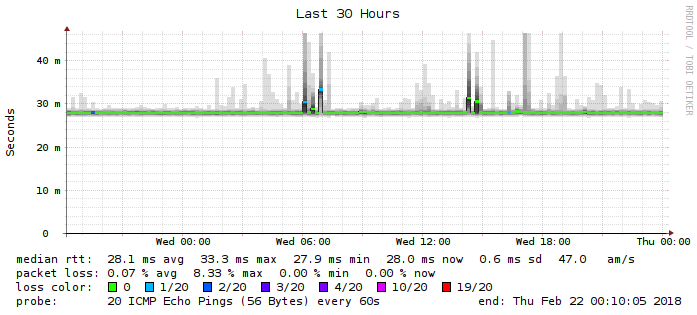 Last 30 Hours
RRDTOOL / TOBI OETIKER
Seconds
40 m
30 m
20 m
10 m
0
Wed 00:00 Wed 06:00 Wed 12:00 Wed 18:00 Thu 00:00
median rtt: 28.1 ms avg 33.3 ms max 27.9 ms min 28.0 ms now 0.6 ms sd 47.0 am/s
packet loss: 0.07 % avg 8.33 % max 0.00 % min 0.00 % now
loss color: 0 1/20 2/20 3/20 4/20 10/20 19/20
probe: 20 ICMP Echo Pings (56 Bytes) every 60s end: Thu Feb 22 00:10:05 2018